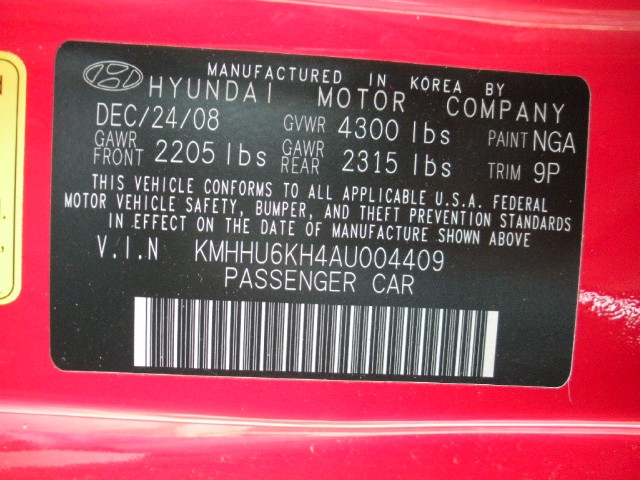 MANUFACTURED IN KOREA BY
HYUNDAI MOTOR COMPANY
DEC/24/08 GVWR 4300 lbs PAINT NGA
GAWR FRONT 2205 lbs GAWR REAR 2315 lbs TRIM 9P
THIS VEHICLE CONFORMS TO ALL APPLICABLE U.S.A. FEDERAL
MOTOR VEHICLE SAFETY, BUMPER, AND THEFT PREVENTION STANDARDS
IN EFFECT ON THE DATE OF MANUFACTURE SHOWN ABOVE
V.I.N KMHHU6KH4AU004409
PASSENGER CAR